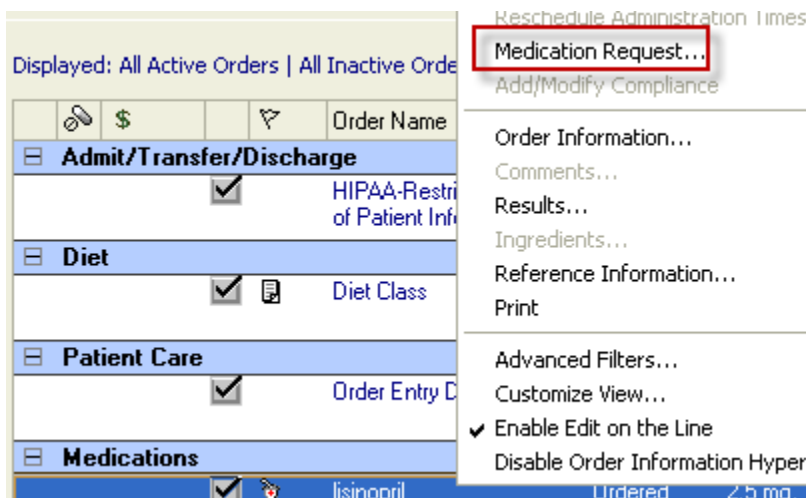 Reschedule Administration Times
Displayed: All Active Orders | All Inactive Orde
Medication Request...
Add/Modify Compliance
$ Order Name
Order Information...
Admit/Transfer/Discharge
Comments...
HIPAA-Restri
of Patient Inf
Results...
Ingredients...
Diet
Reference Information...
Diet Class
Print
Patient Care
Advanced Filters...
Order Entry D
Customize View...
Enable Edit on the Line
Medications
Disable Order Information Hyper
lisinopril Ordered 2.5 mg